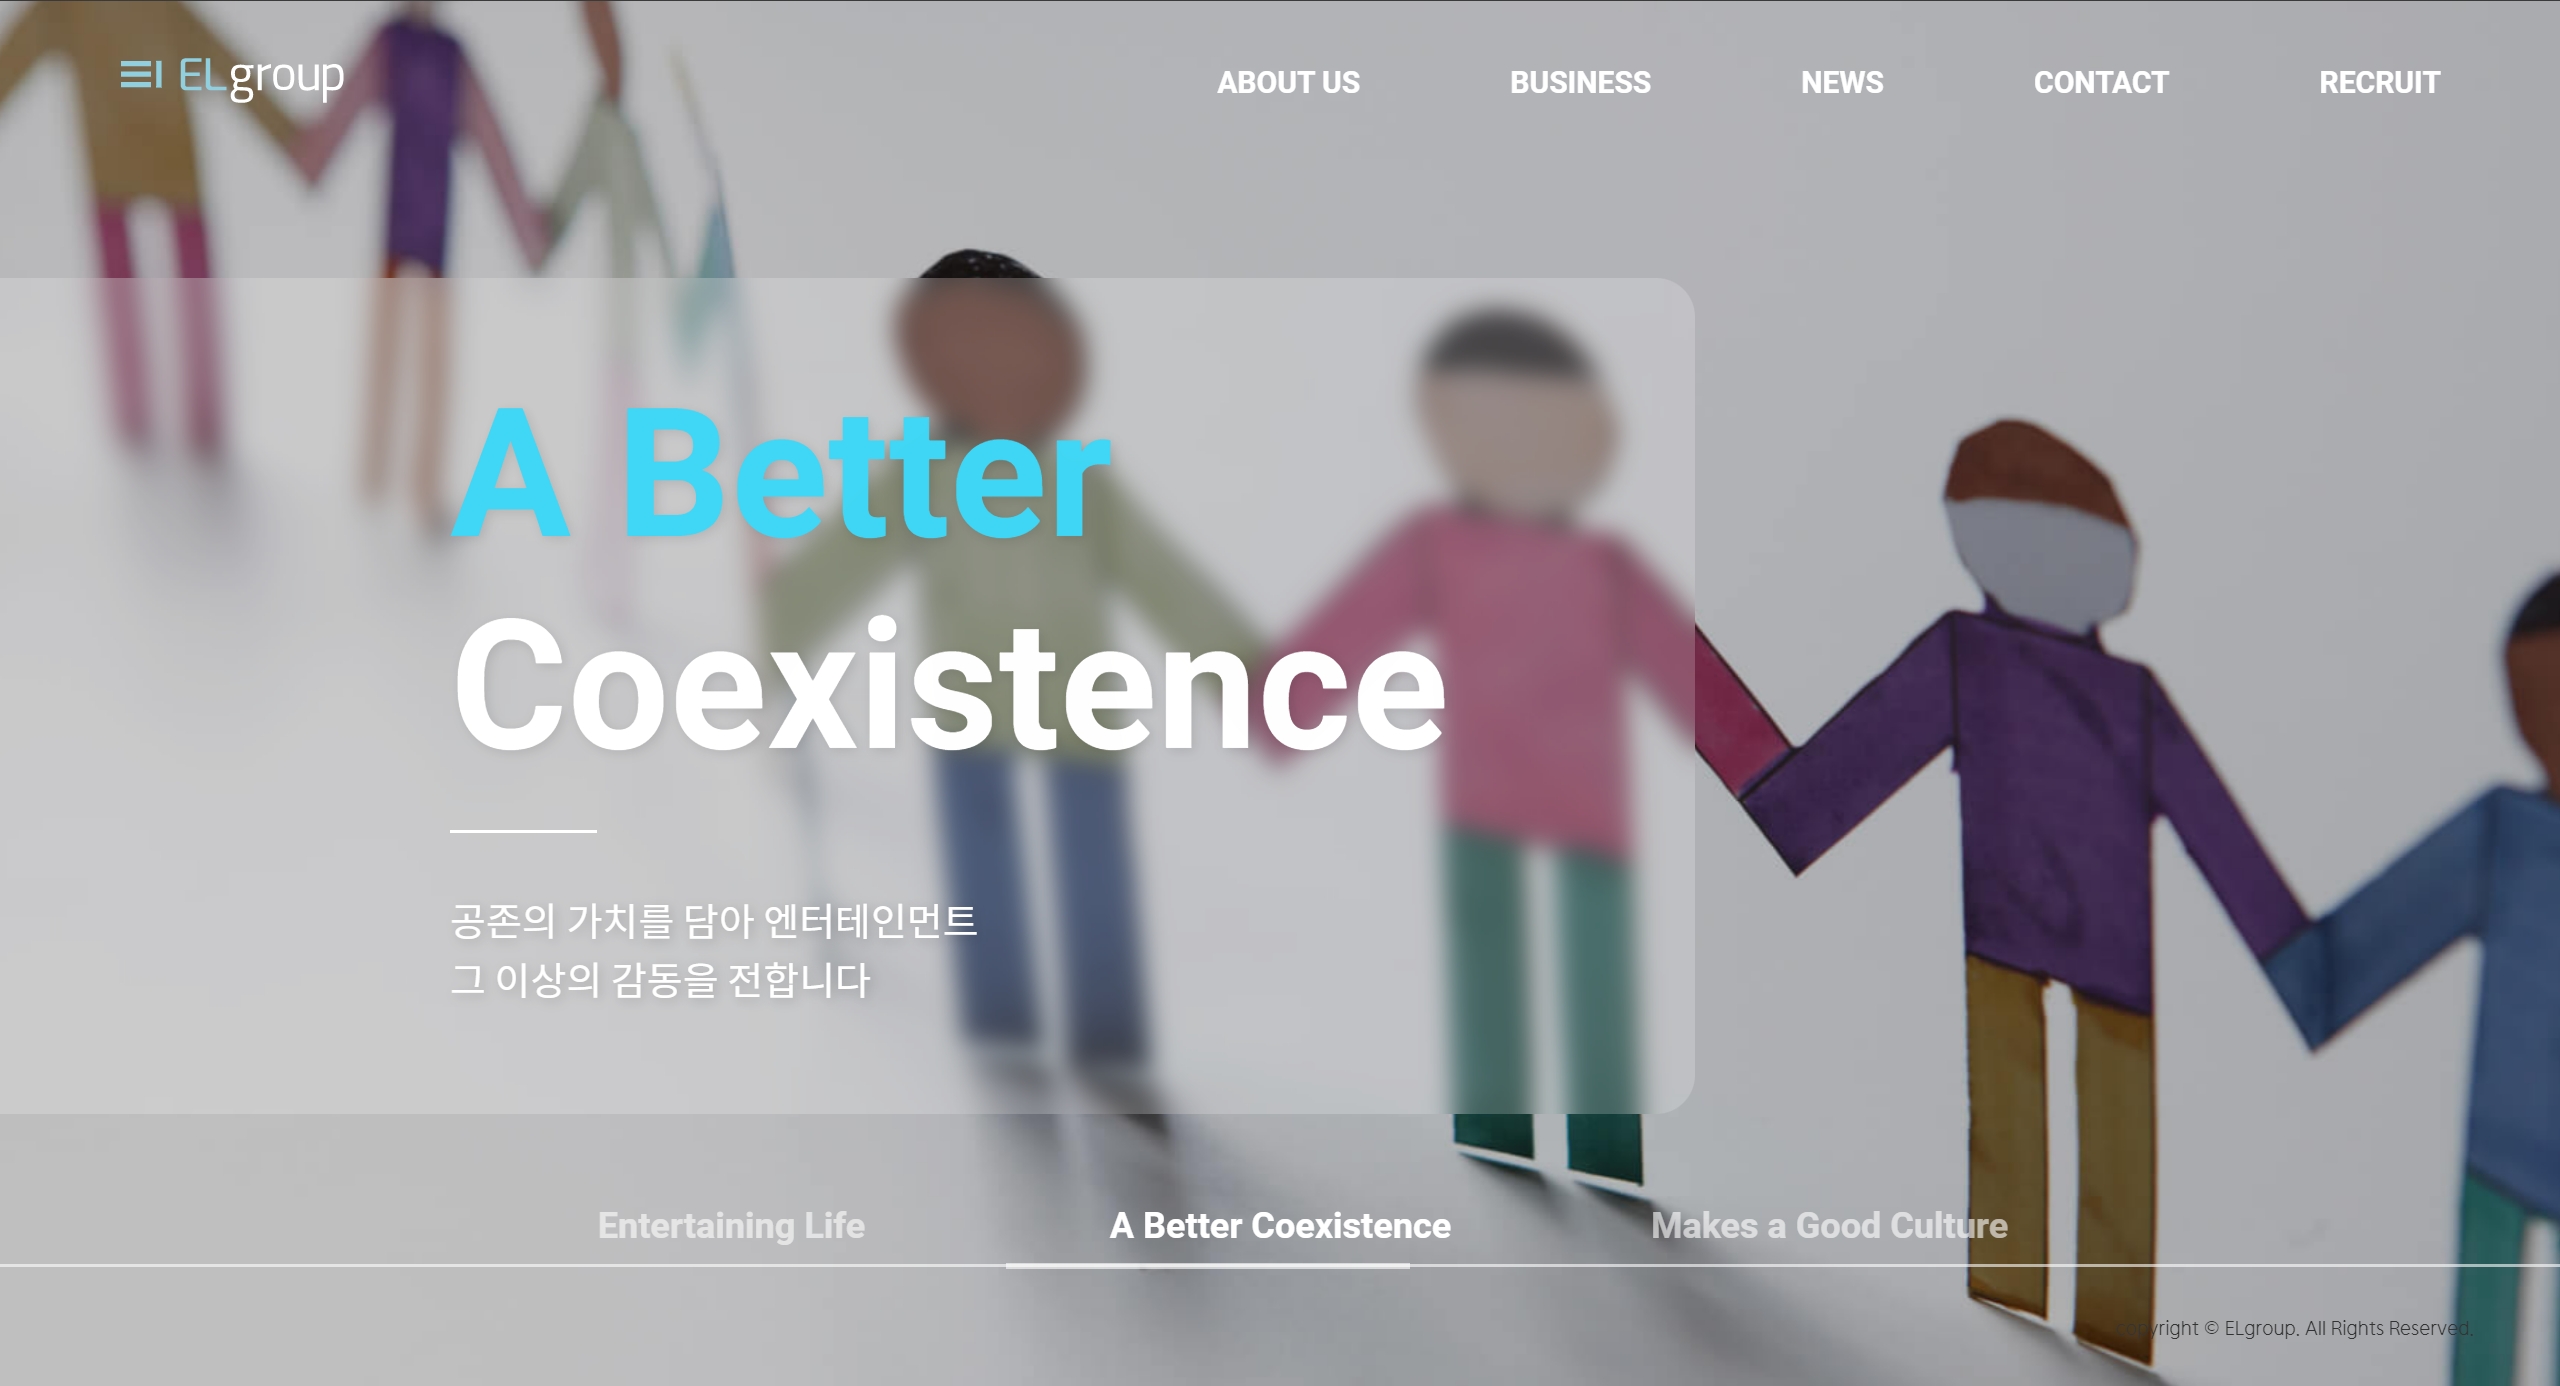 ELgroup
ABOUT US
BUSINESS
NEWS
CONTACT
RECRUIT
A Better
Coexistence
공존의 가치를 담아 엔터테인먼트
그 이상의 감동을 전합니다
Entertaining Life
A Better Coexistence
Makes a Good Culture
Copyright © ELgroup. All Rights Reserved.